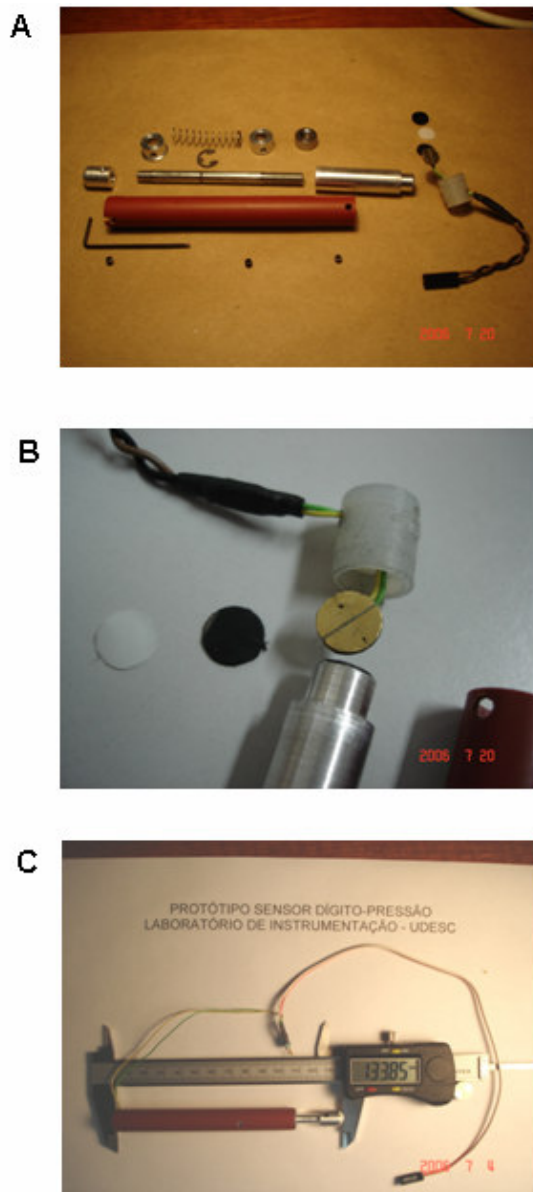 A
2006 7 20
B
2006 7 20
C
PROTÓTIPO SENSOR DÍGITO-PRESSÃO
LABORATÓRIO DE INSTRUMENTAÇÃO - UDESC
133.85
2006 7 4